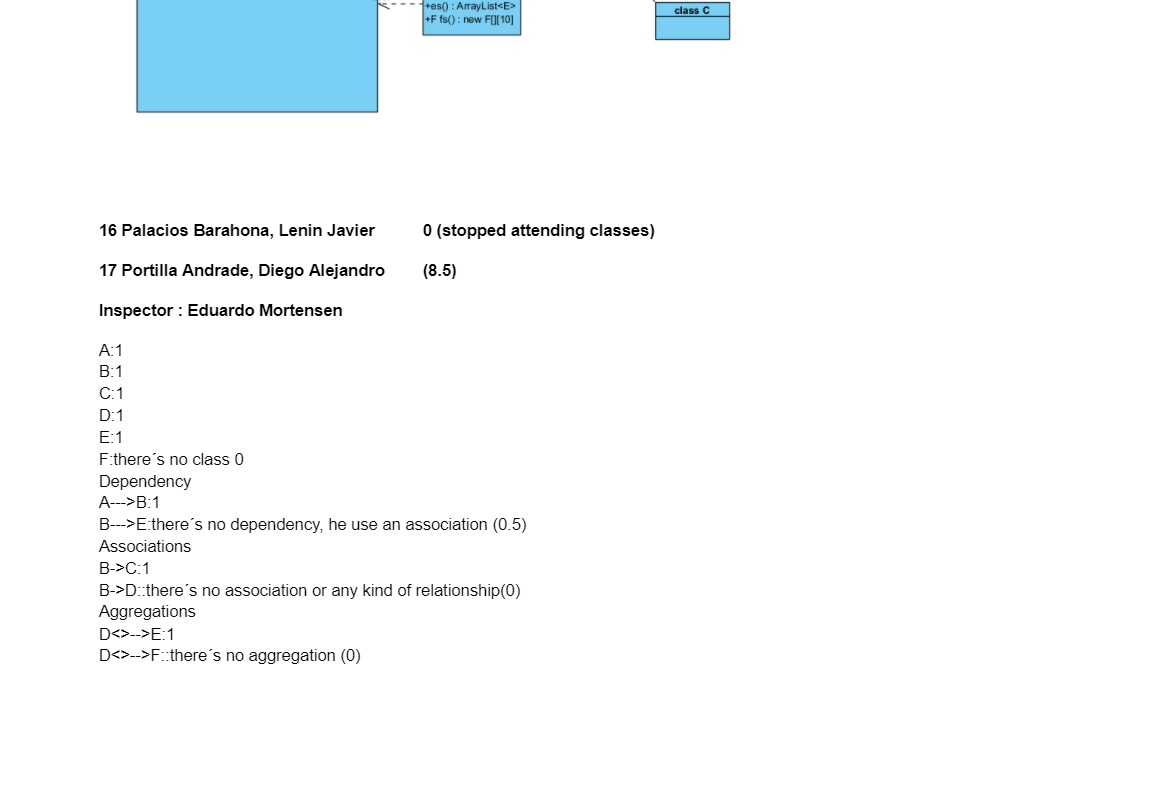 +es() : ArrayList<E>
+F fs() : new F[][10]
class C
16 Palacios Barahona, Lenin Javier 0 (stopped attending classes)
17 Portilla Andrade, Diego Alejandro (8.5)
Inspector : Eduardo Mortensen
A:1
B:1
C:1
D:1
E:1
F:there´s no class 0
Dependency
A--->B:1
B--->E:there´s no dependency, he use an association (0.5)
Associations
B->C:1
B->D::there´s no association or any kind of relationship(0)
Aggregations
D<>-->E:1
D<>-->F::there´s no aggregation (0)